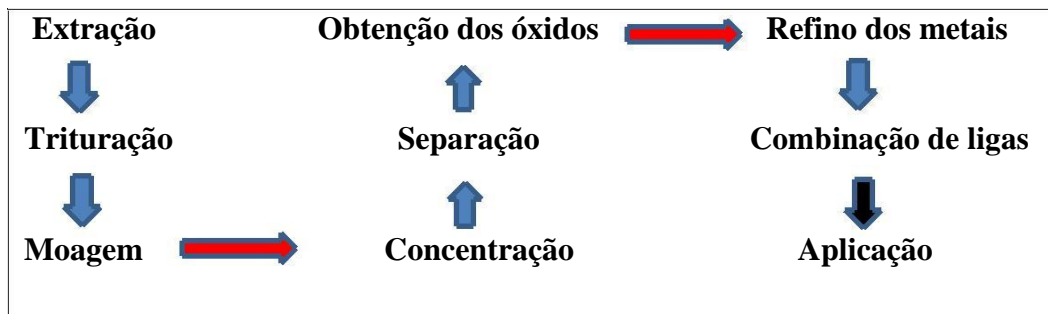 Extração
Trituração
Moagem
Concentração
Separação
Obtenção dos óxidos
Refino dos metais
Combinação de ligas
Aplicação